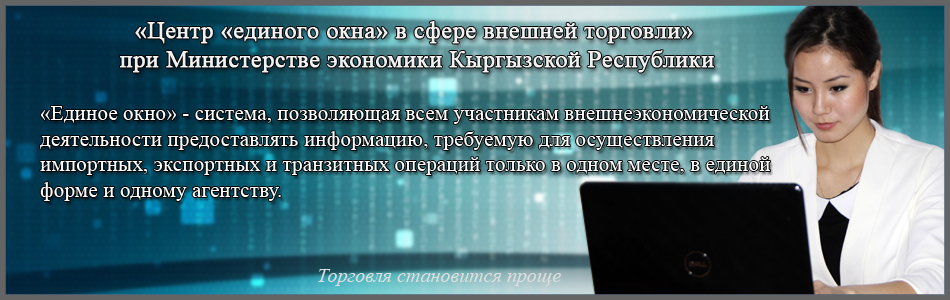 «Центр «единого окна» в сфере внешней торговли»
при Министерстве экономики Кыргызской Республики
«Единое окно» - система, позволяющая всем участникам внешнеэкономической
деятельности предоставлять информацию, требуемую для осуществления
импортных, экспортных и транзитных операций только в одном месте, в единой
форме и одному агентству.
Торговля становится проще